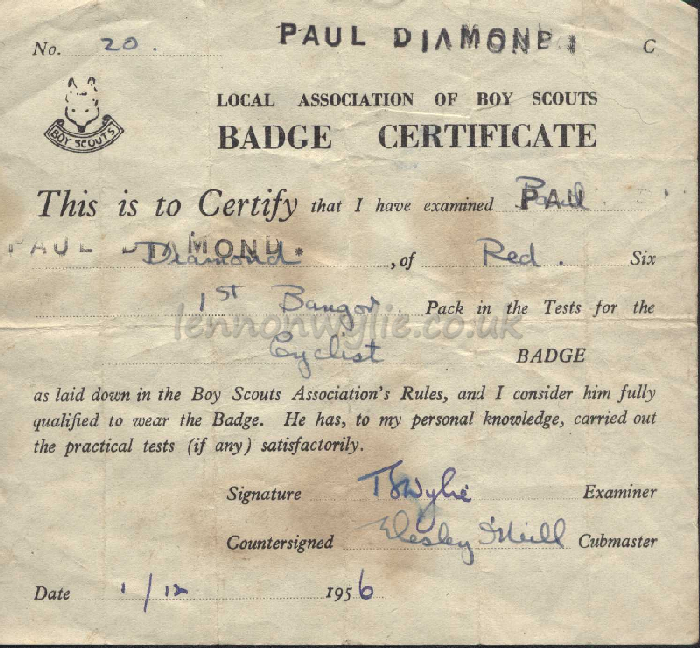 No. 20. PAUL DIAMOND. C
BOY SCOUTS
LOCAL ASSOCIATION OF BOY SCOUTS
BADGE CERTIFICATE
This is to Certify that I have examined Paul PAU
PAUL DIAMOND.
Diamond, of Red. Six
1ST Bangor Pack in the Tests for the
lennonwylie.co.uk
Cyclist BADGE
as laid down in the Boy Scouts Association's Rules, and I consider him fully
qualified to wear the Badge. He has, to my personal knowledge, carried out
the practical tests (if any) satisfactorily.
Signature Wylie Examiner
Countersigned Lesley O'Neill Cubmaster
Date 1/12 1956